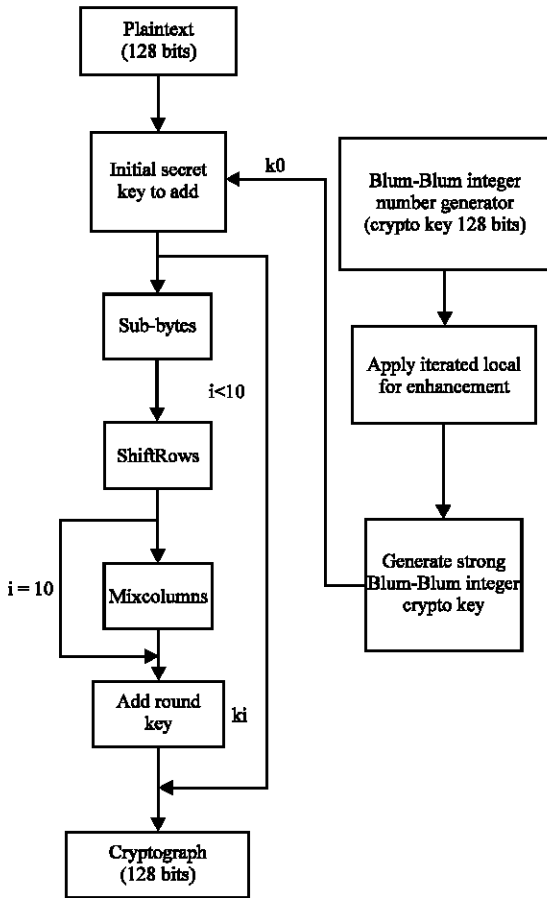 Plaintext
(128 bits)
Initial secret
key to add
k0
Blum-Blum integer
number generator
(crypto key 128 bits)
Sub-bytes
Apply iterated local
for enhancement
i<10
ShiftRows
Generate strong
Blum-Blum integer
crypto key
i = 10
Mixcolumns
Add round
key
ki
Cryptograph
(128 bits)